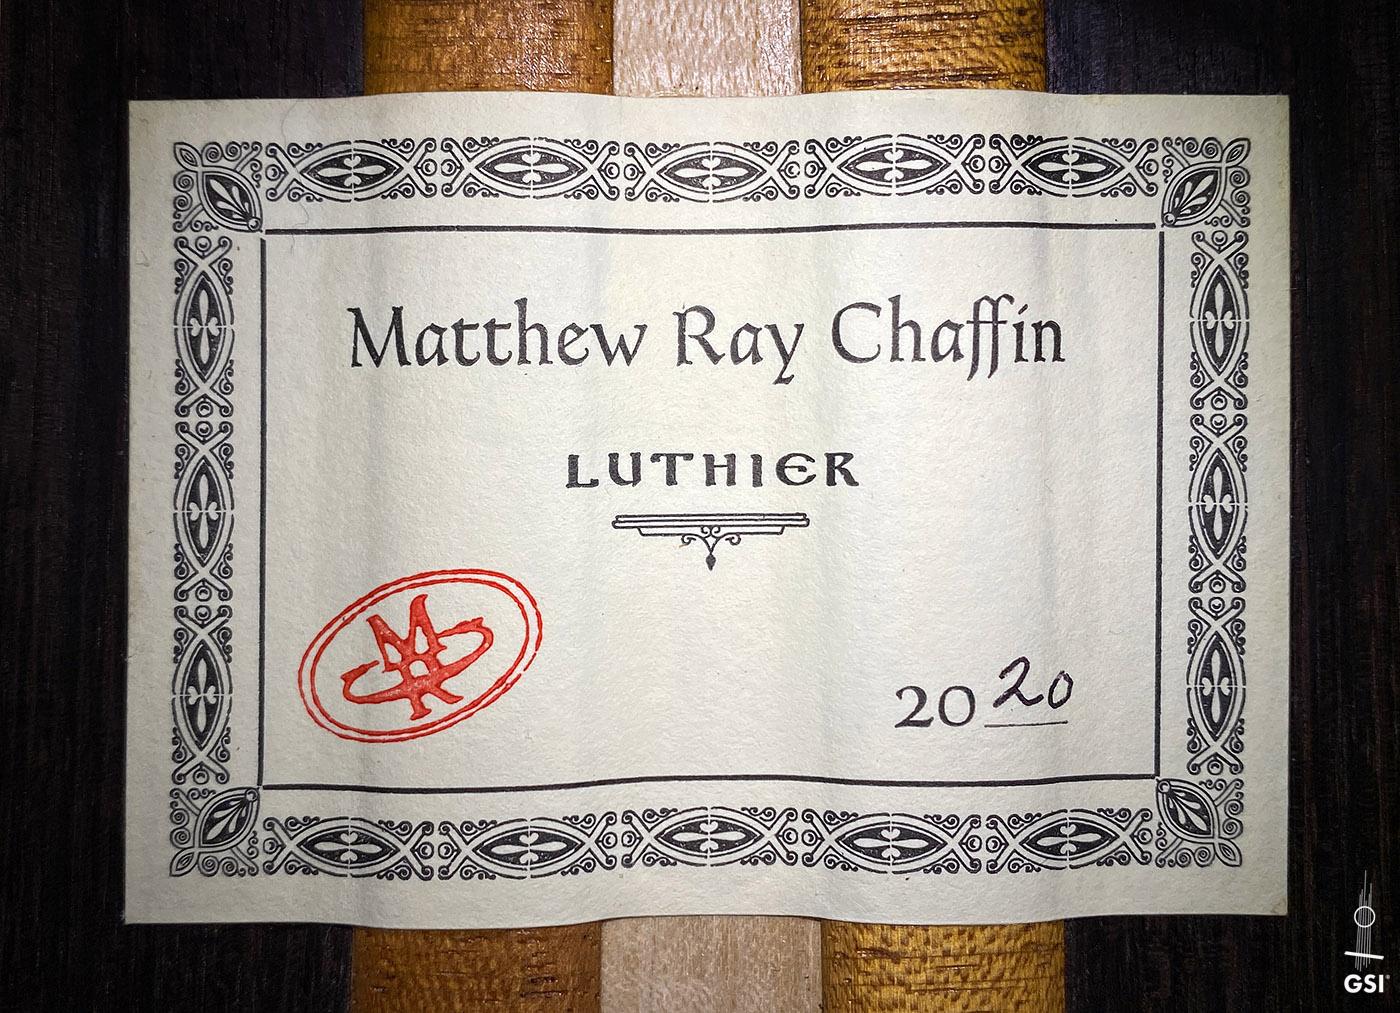 Matthew Ray Chaffin
LUTHIER
2020
GSI